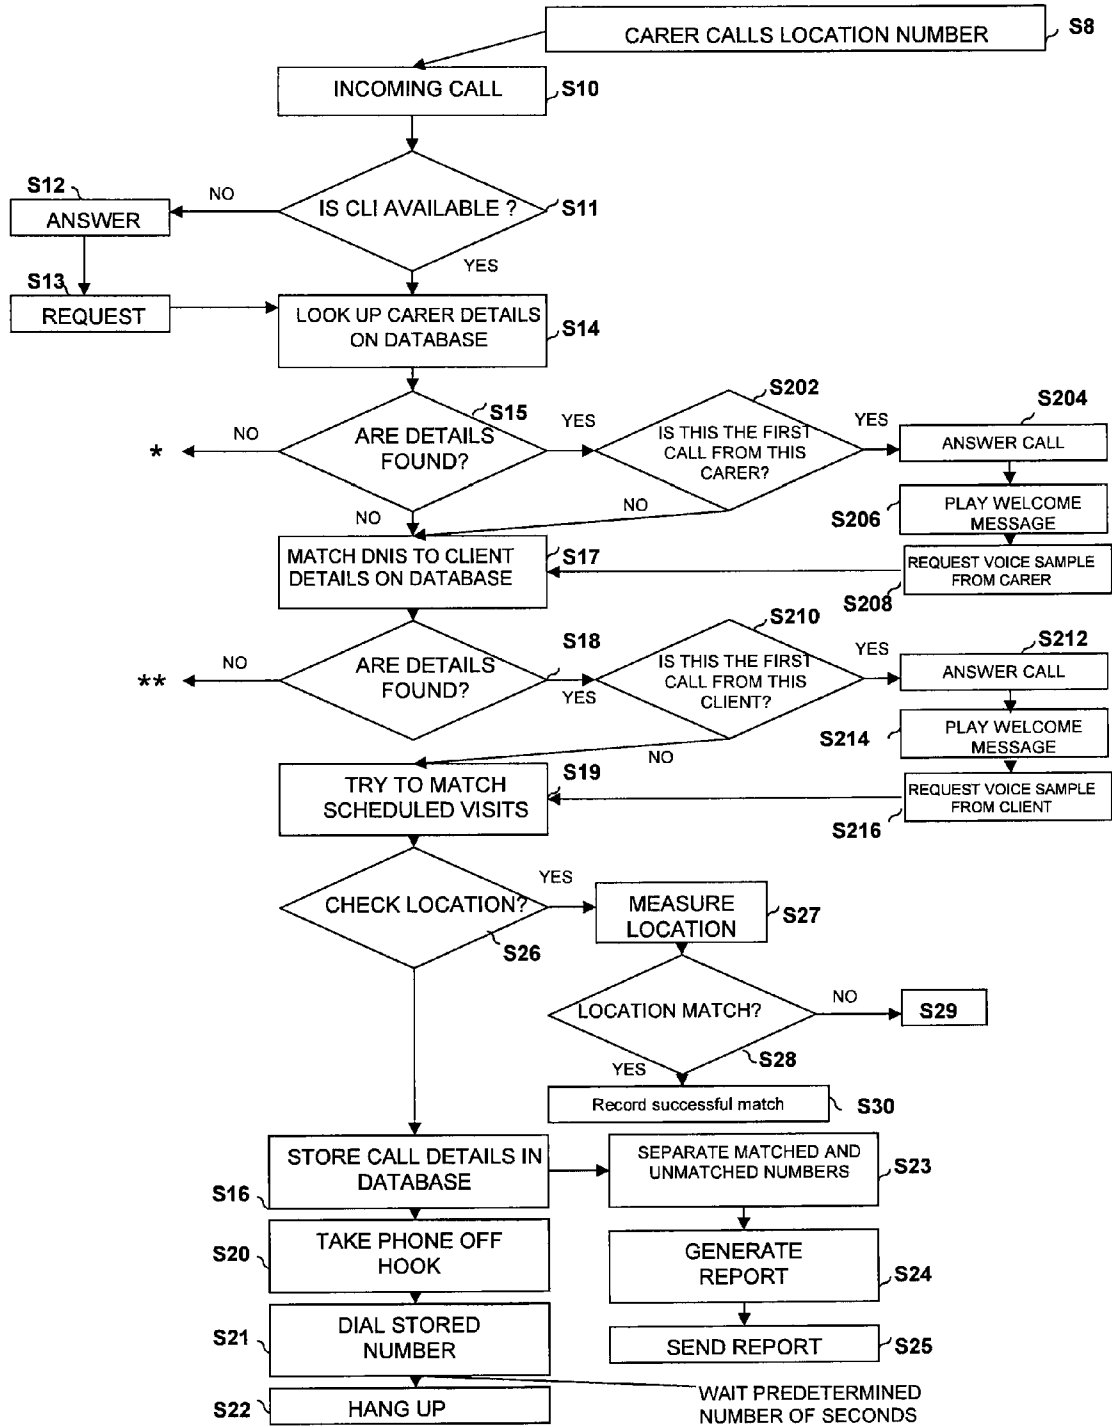 CARER CALLS LOCATION NUMBER
S8
INCOMING CALL
S10
S12
NO
IS CLI AVAILABLE ?
S11
ANSWER
YES
S13
REQUEST
LOOK UP CARER DETAILS
ON DATABASE
S14
S15
S202
S204
*
NO
ARE DETAILS
FOUND?
YES
IS THIS THE FIRST
CALL FROM THIS
CARER?
YES
ANSWER CALL
NO
NO
S206
PLAY WELCOME
MESSAGE
MATCH DNIS TO CLIENT
DETAILS ON DATABASE
S17
REQUEST VOICE SAMPLE
FROM CARER
S208
S18
S210
S212
**
NO
ARE DETAILS
FOUND?
YES
IS THIS THE FIRST
CALL FROM THIS
CLIENT?
YES
ANSWER CALL
S214
PLAY WELCOME
MESSAGE
NO
TRY TO MATCH
SCHEDULED VISITS
S19
REQUEST VOICE SAMPLE
FROM CLIENT
S216
CHECK LOCATION?
YES
S26
MEASURE
LOCATION
S27
LOCATION MATCH?
NO
S29
S28
YES
Record successful match
S30
STORE CALL DETAILS IN
DATABASE
S16
SEPARATE MATCHED AND
UNMATCHED NUMBERS
S23
S20
TAKE PHONE OFF
HOOK
GENERATE
REPORT
S24
S21
DIAL STORED
NUMBER
SEND REPORT
S25
S22
HANG UP
WAIT PREDETERMINED
NUMBER OF SECONDS